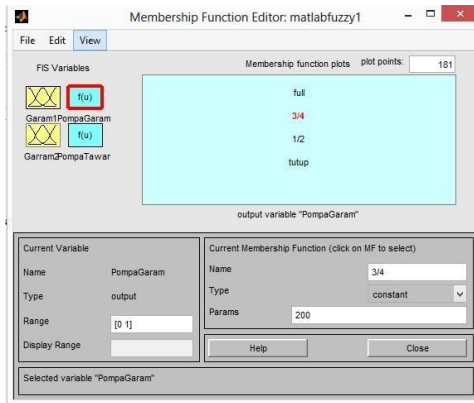 Membership Function Editor: matlabfuzzy1
File Edit View
FIS Variables
Membership function plots plot points: 181
f(u)
Garam1 PompaGaram
f(u)
Garram2 PompaTawar
full
3/4
1/2
tutup
output variable "PompaGaram"
Current Variable
Name PompaGaram
Type output
Range [0 1]
Display Range
Current Membership Function (click on MF to select)
Name 3/4
Type constant
Params 200
Help Close
Selected variable "PompaGaram"